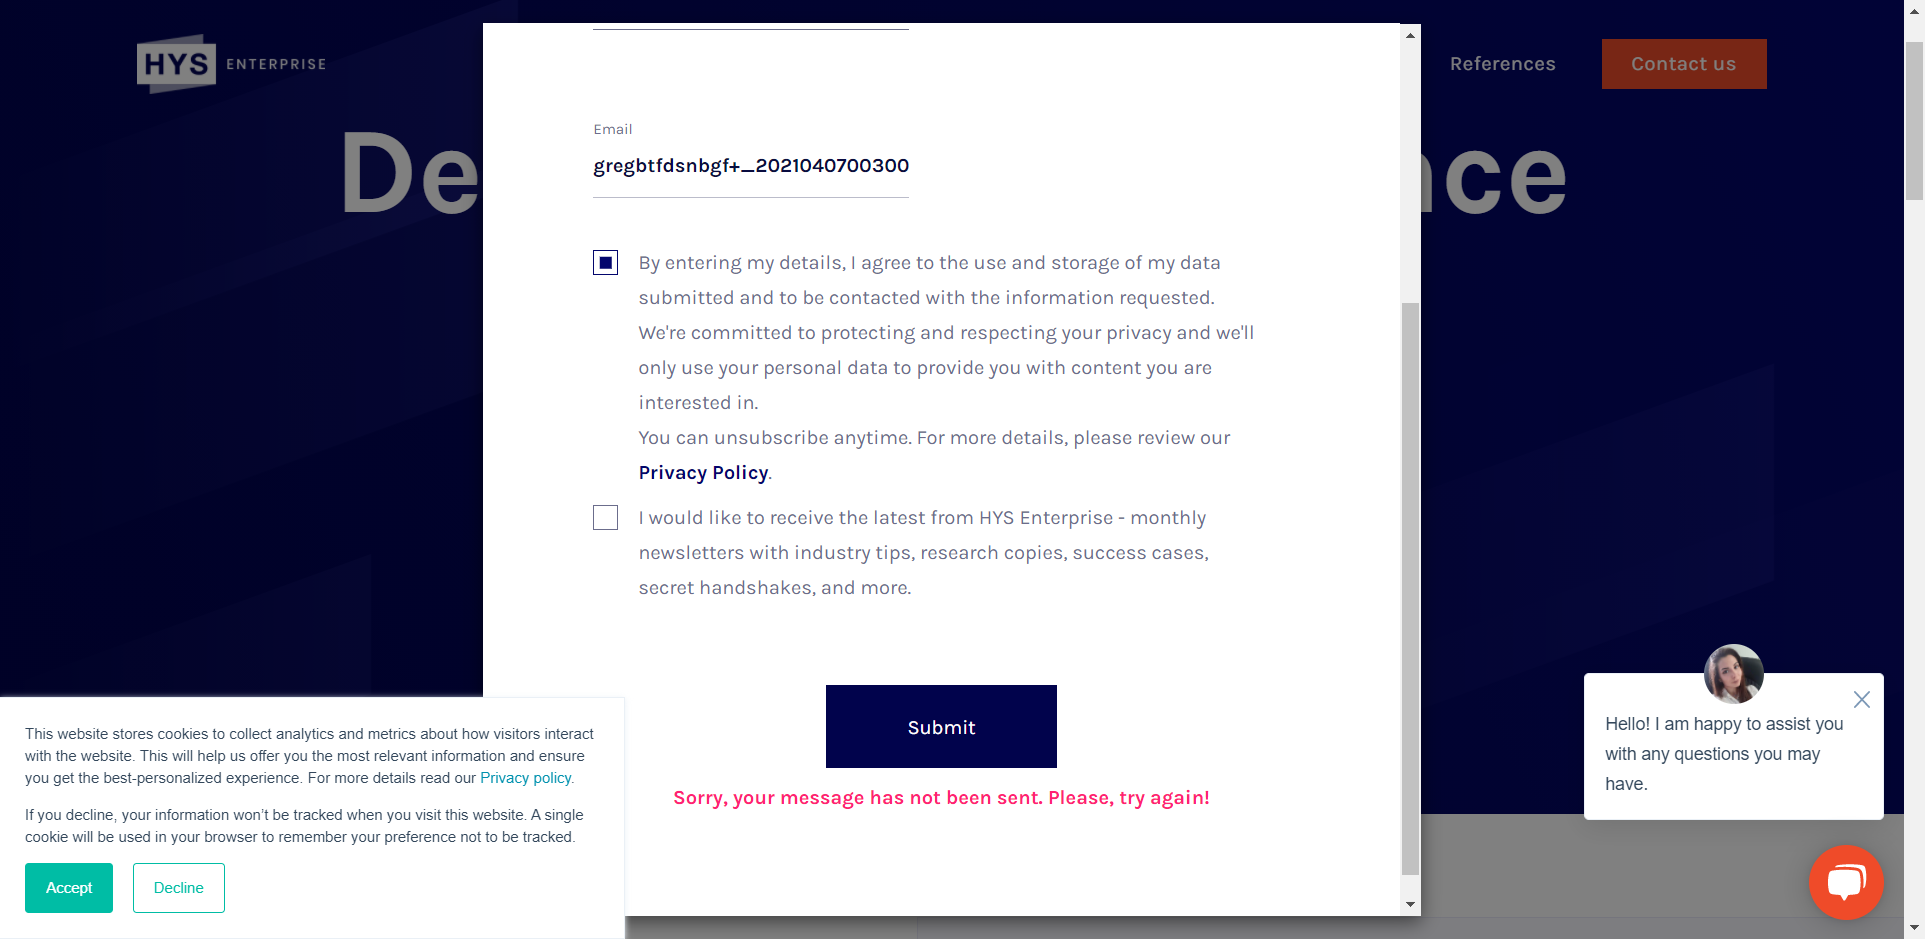 HYS ENTERPRISE
References
Contact us
De
ce
Email
gregbtfdsnbgf+_2021040700300
By entering my details, I agree to the use and storage of my data
submitted and to be contacted with the information requested.
We're committed to protecting and respecting your privacy and we'll
only use your personal data to provide you with content you are
interested in.
You can unsubscribe anytime. For more details, please review our
Privacy Policy.
I would like to receive the latest from HYS Enterprise - monthly
newsletters with industry tips, research copies, success cases,
secret handshakes, and more.
Submit
Sorry, your message has not been sent. Please, try again!
This website stores cookies to collect analytics and metrics about how visitors interact
with the website. This will help us offer you the most relevant information and ensure
you get the best-personalized experience. For more details read our Privacy policy.
If you decline, your information won’t be tracked when you visit this website. A single
cookie will be used in your browser to remember your preference not to be tracked.
Accept
Decline
Hello! I am happy to assist you
with any questions you may
have.